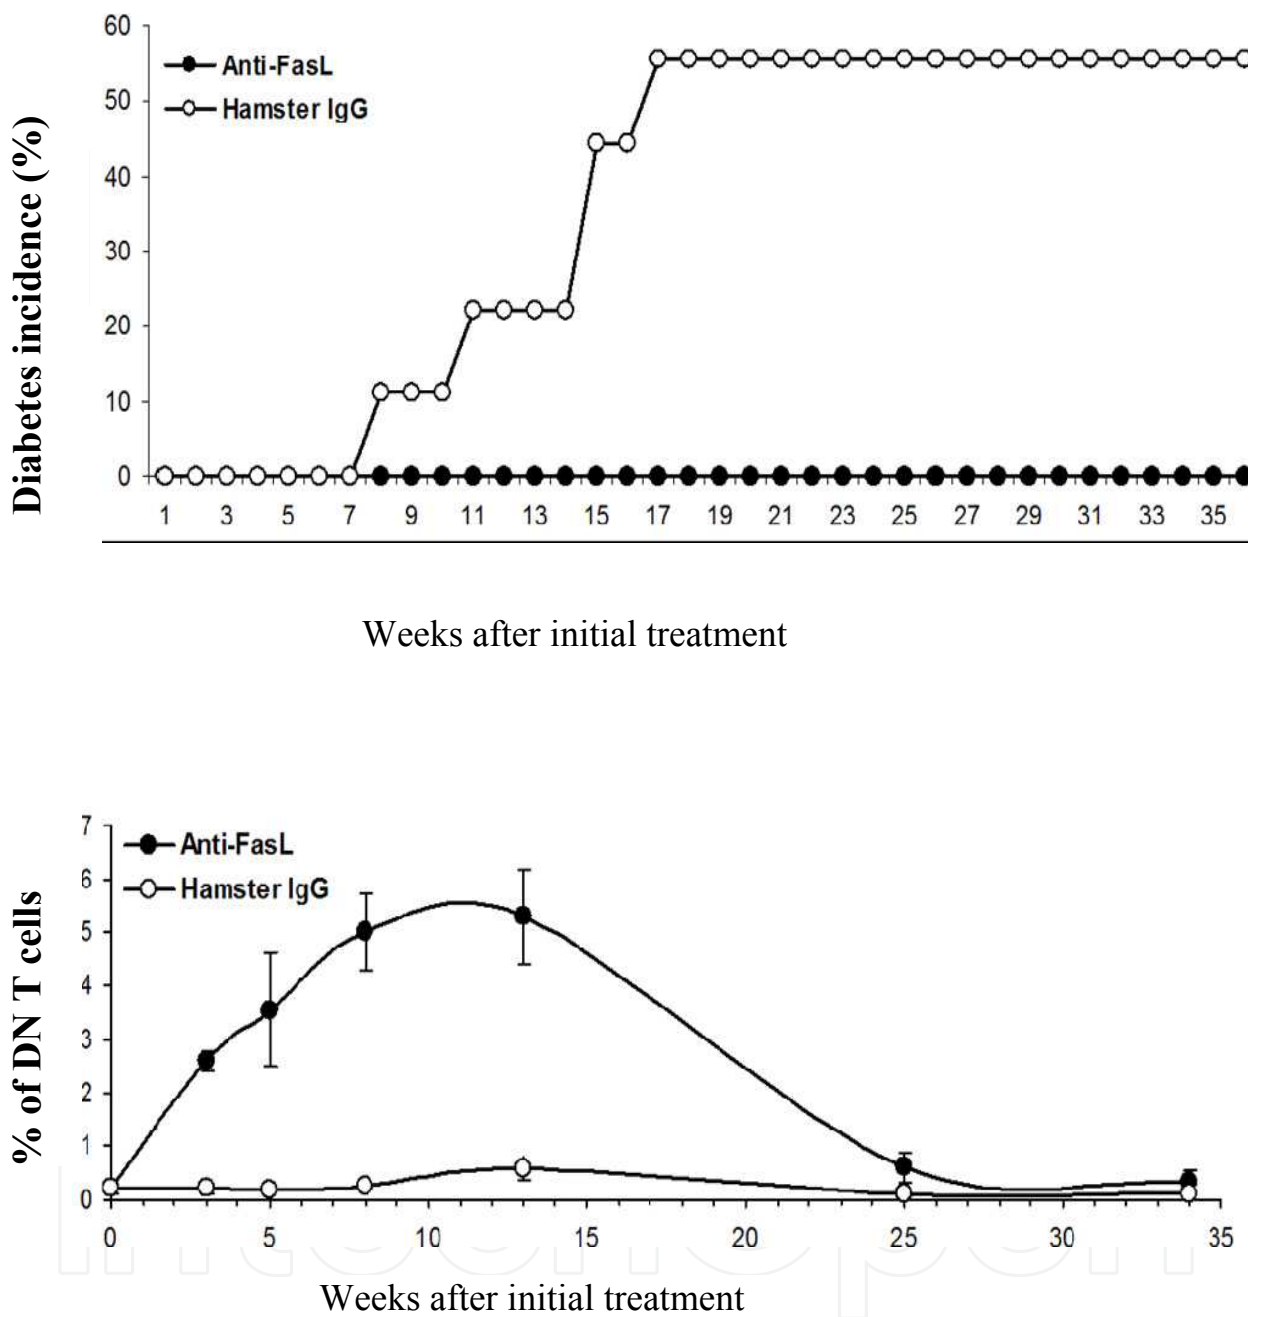 60
50
40
30
20
10
0
Diabetes incidence (%)
Anti-FasL
Hamster IgG
1 3 5 7 9 11 13 15 17 19 21 23 25 27 29 31 33 35
Weeks after initial treatment
7
6
5
4
3
2
1
0
% of DN T cells
Anti-FasL
Hamster IgG
0 5 10 15 20 25 30 35
Weeks after initial treatment